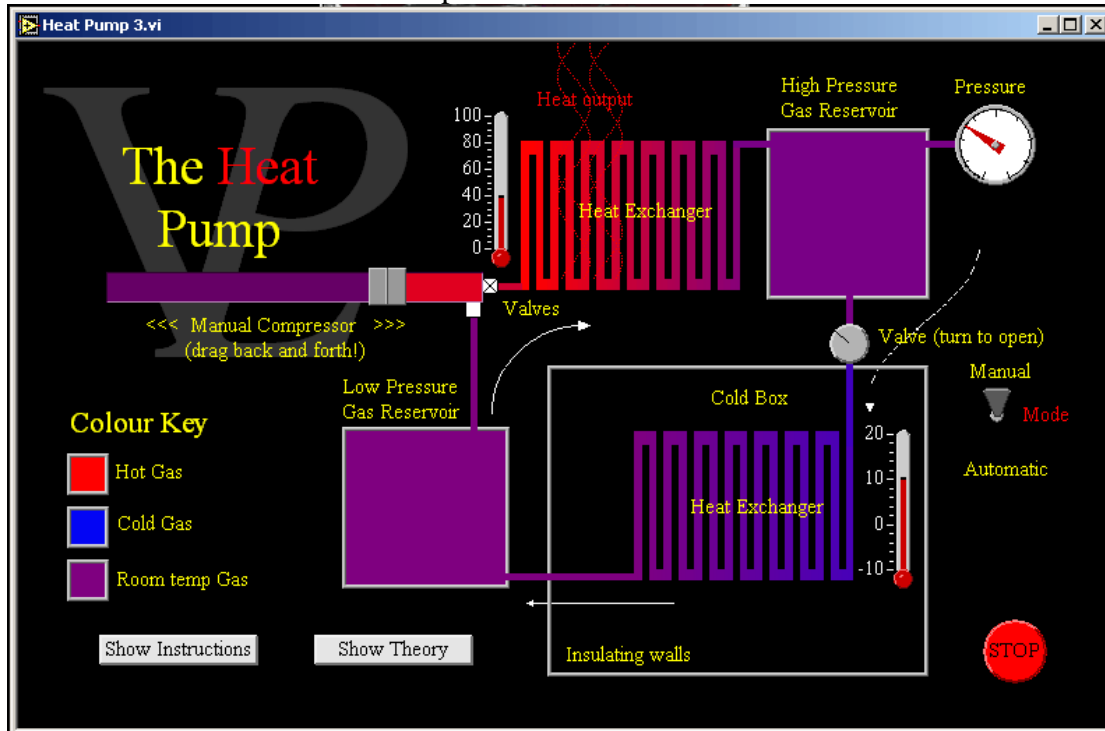 Heat Pump 3.vi
VP
The Heat
Pump
Heat output
100
80
60
40
20
0
Heat Exchanger
High Pressure
Gas Reservoir
Pressure
Valves
<<< Manual Compressor >>>
(drag back and forth!)
Valve (turn to open)
Manual
Mode
Automatic
Low Pressure
Gas Reservoir
Cold Box
20
10
0
-10
Heat Exchanger
Colour Key
Hot Gas
Cold Gas
Room temp Gas
Show Instructions
Show Theory
Insulating walls
STOP